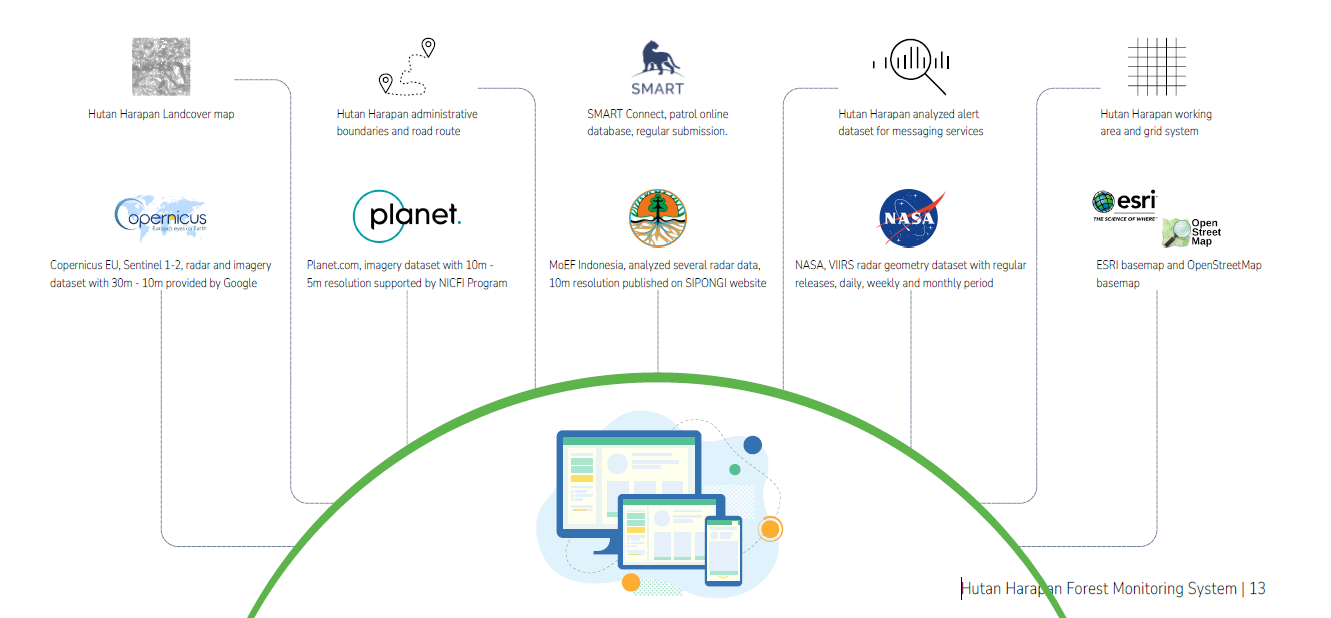 Hutan Harapan Landcover map
Hutan Harapan administrative
boundaries and road route
SMART
SMART Connect, patrol online
database, regular submission.
Hutan Harapan analyzed alert
dataset for messaging services
Hutan Harapan working
area and grid system
Copernicus
Europe's eyes on Earth
Copernicus EU, Sentinel 1-2, radar and imagery
dataset with 30m - 10m provided by Google
planet.
Planet.com, imagery dataset with 10m -
5m resolution supported by NICFI Program
MoEF Indonesia, analyzed several radar data,
10m resolution published on SIPONGI website
NASA
NASA, VIIRS radar geometry dataset with regular
releases, daily, weekly and monthly period
esri
THE SCIENCE OF WHERE
Open
Street
Map
ESRI basemap and OpenStreetMap
basemap
Hutan Harapan Forest Monitoring System | 13